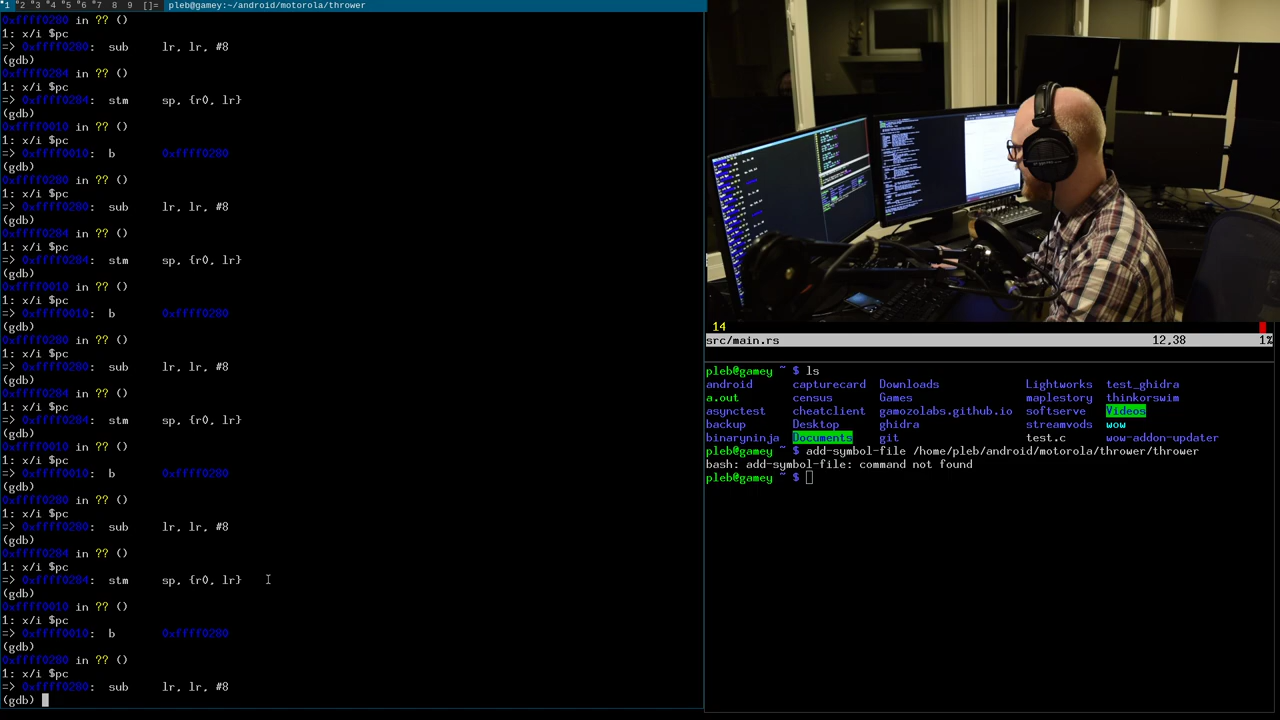 1 2 3 4 5 6 7 8 9 []= pleb@gamey:~/android/motorola/thrower
0xffff0280 in ?? ()
1: x/i $pc
=> 0xffff0280: sub lr, lr, #8
(gdb)
0xffff0284 in ?? ()
1: x/i $pc
=> 0xffff0284: stm sp, {r0, lr}
(gdb)
0xffff0010 in ?? ()
1: x/i $pc
=> 0xffff0010: b 0xffff0280
(gdb)
0xffff0280 in ?? ()
1: x/i $pc
=> 0xffff0280: sub lr, lr, #8
(gdb)
0xffff0284 in ?? ()
1: x/i $pc
=> 0xffff0284: stm sp, {r0, lr}
(gdb)
0xffff0010 in ?? ()
1: x/i $pc
=> 0xffff0010: b 0xffff0280
(gdb)
0xffff0280 in ?? ()
1: x/i $pc
=> 0xffff0280: sub lr, lr, #8
(gdb)
0xffff0284 in ?? ()
1: x/i $pc
=> 0xffff0284: stm sp, {r0, lr}
(gdb)
0xffff0010 in ?? ()
1: x/i $pc
=> 0xffff0010: b 0xffff0280
(gdb)
0xffff0280 in ?? ()
1: x/i $pc
=> 0xffff0280: sub lr, lr, #8
(gdb)
0xffff0284 in ?? ()
1: x/i $pc
=> 0xffff0284: stm sp, {r0, lr}
(gdb)
0xffff0010 in ?? ()
1: x/i $pc
=> 0xffff0010: b 0xffff0280
(gdb)
0xffff0280 in ?? ()
1: x/i $pc
=> 0xffff0280: sub lr, lr, #8
(gdb)
14
src/main.rs 12,38 1%
pleb@gamey ~ $ ls
android capturecard Downloads Lightworks test_ghidra
a.out census Games maplestory thinkorswim
asynctest cheatclient gamozolabs.github.io softserve Videos
backup Desktop ghidra streamvods wow
binaryninja Documents git test.c wow-addon-updater
pleb@gamey ~ $ add-symbol-file /home/pleb/android/motorola/thrower/thrower
bash: add-symbol-file: command not found
pleb@gamey ~ $